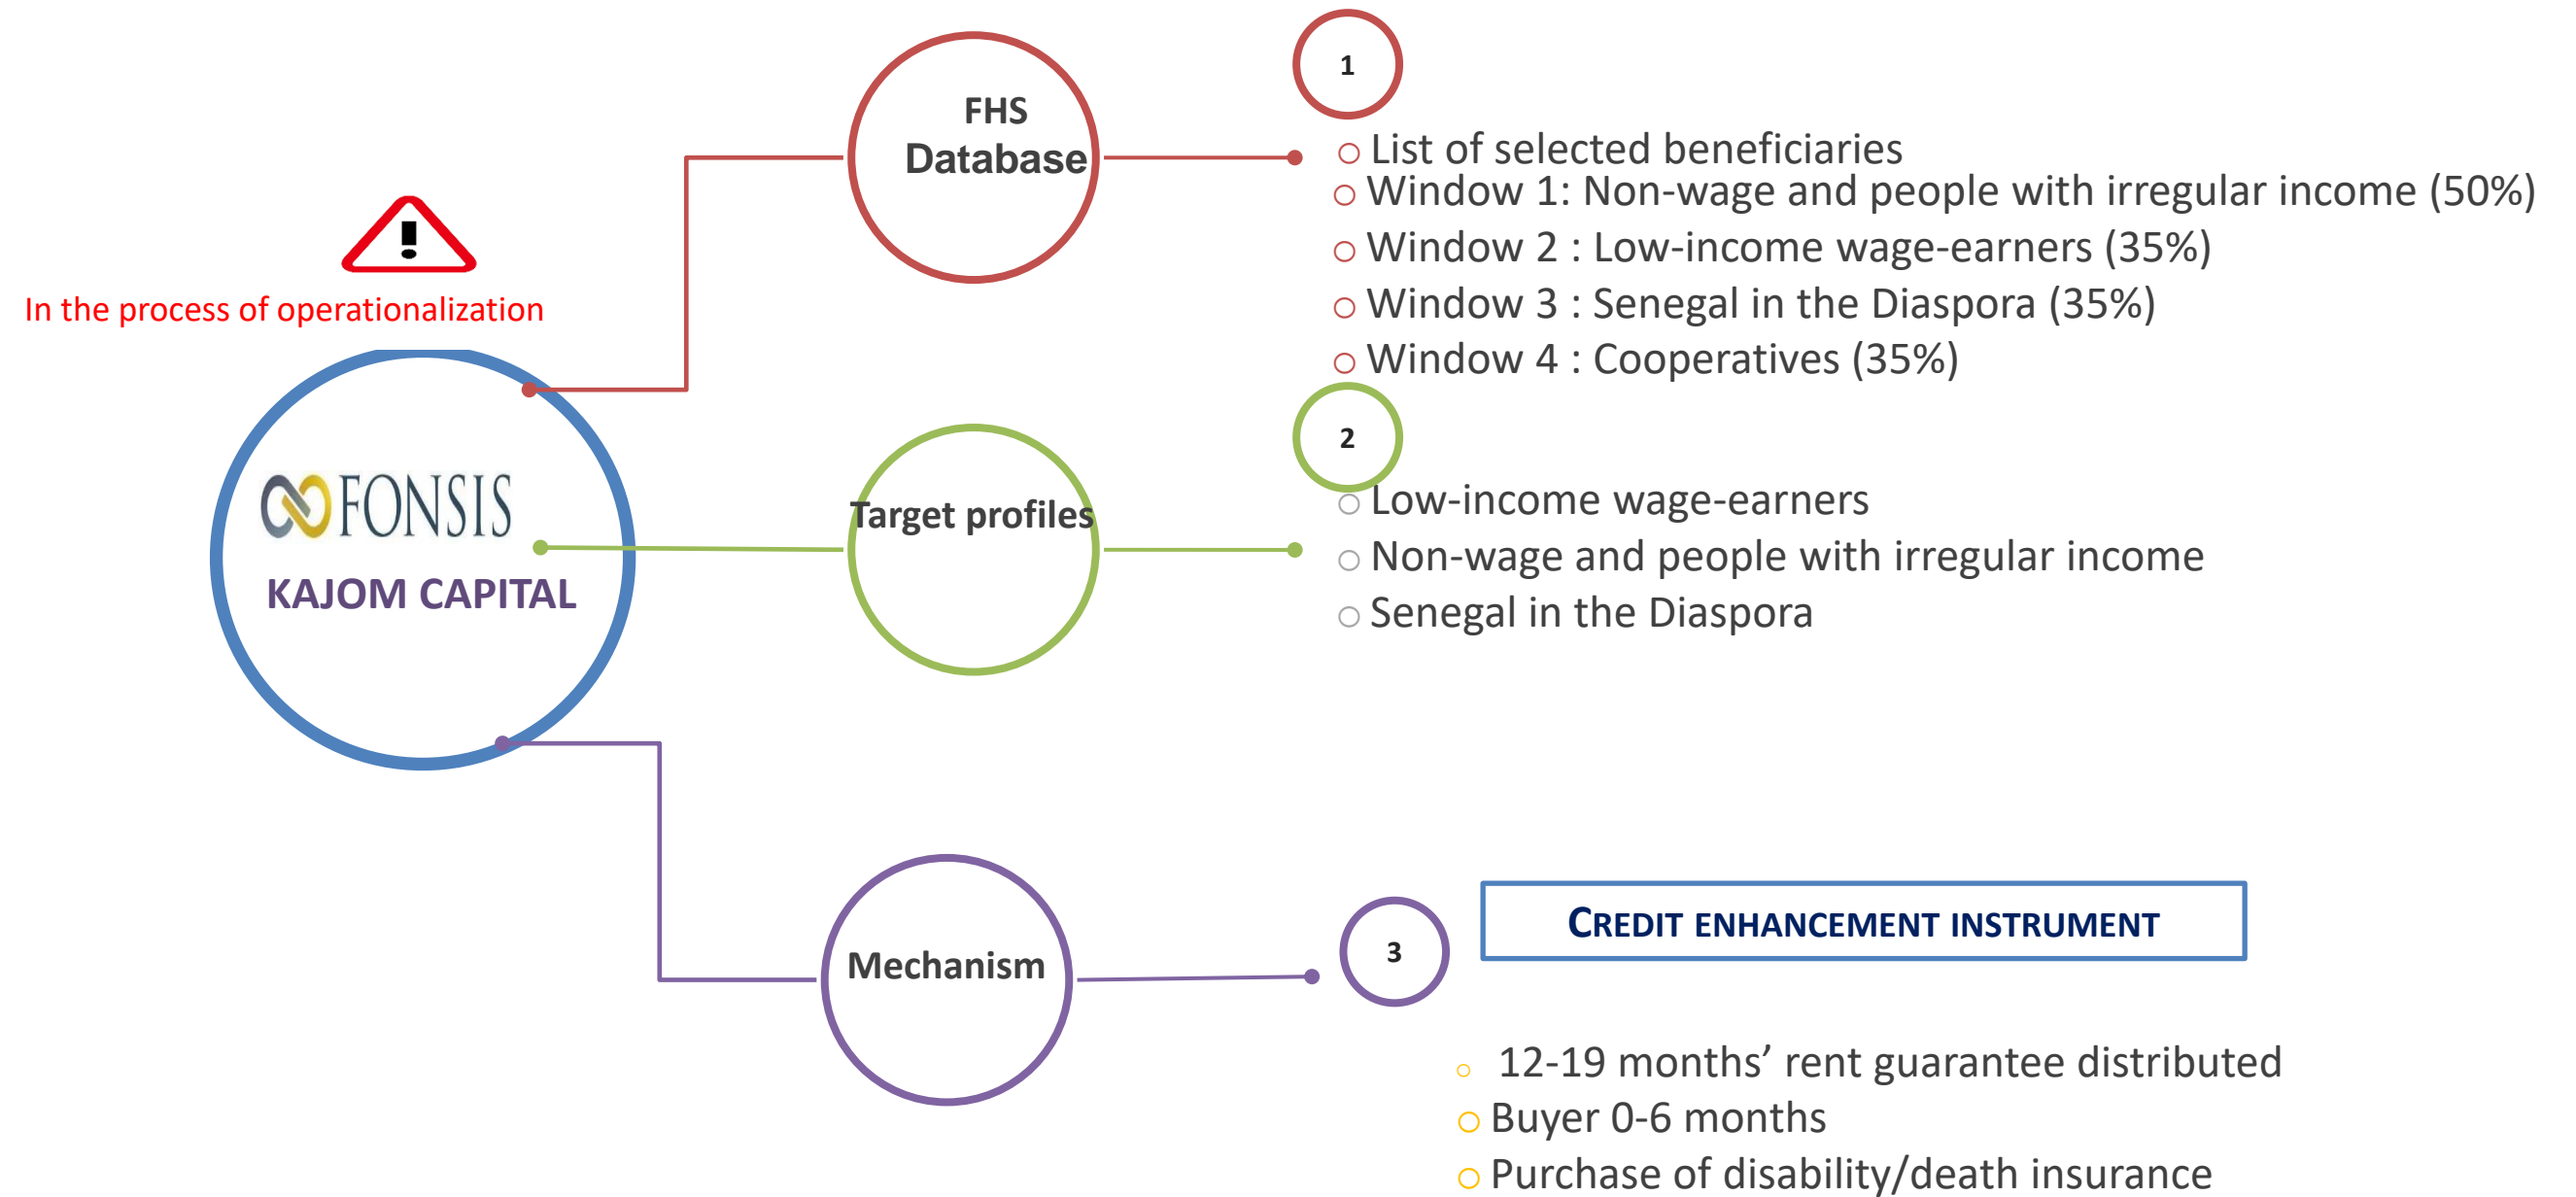 In the process of operationalization
FONSIS
KAJOM CAPITAL
FHS
Database
1
List of selected beneficiaries
Window 1: Non-wage and people with irregular income (50%)
Window 2 : Low-income wage-earners (35%)
Window 3 : Senegal in the Diaspora (35%)
Window 4 : Cooperatives (35%)
Target profiles
2
Low-income wage-earners
Non-wage and people with irregular income
Senegal in the Diaspora
Mechanism
3
CREDIT ENHANCEMENT INSTRUMENT
12-19 months’ rent guarantee distributed
Buyer 0-6 months
Purchase of disability/death insurance